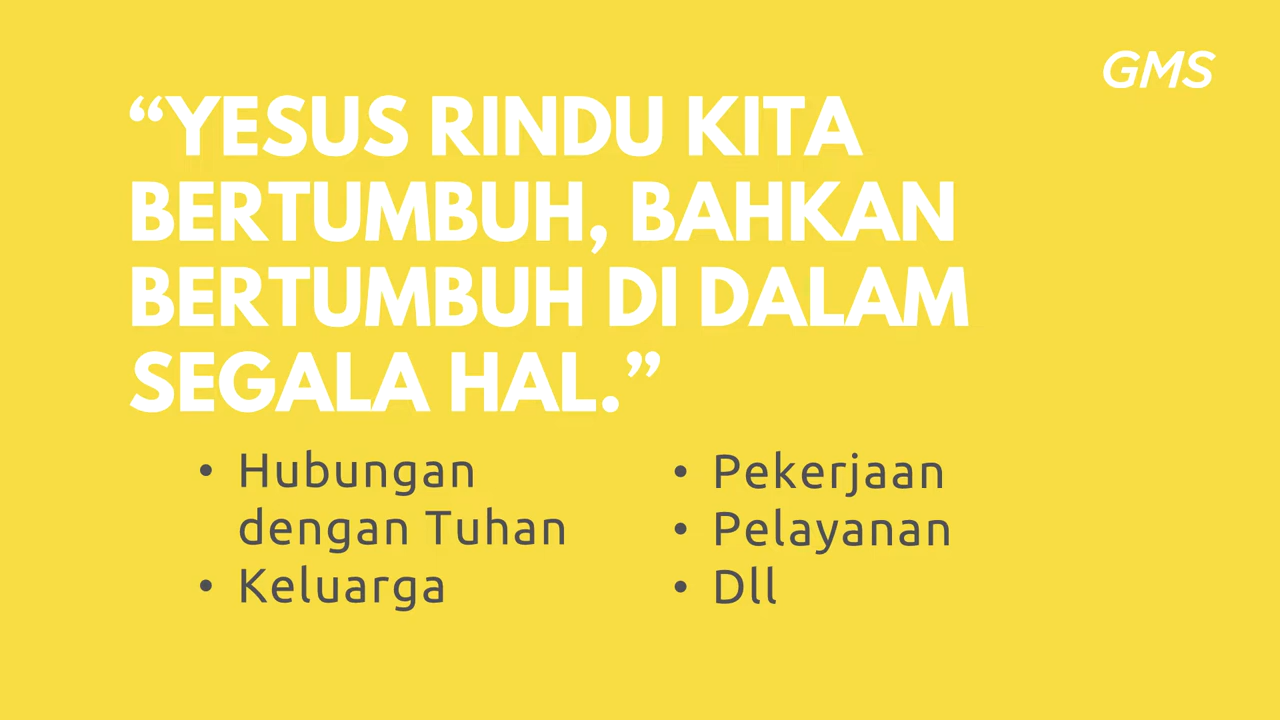 GMS
“YESUS RINDU KITA
BERTUMBUH, BAHKAN
BERTUMBUH DI DALAM
SEGALA HAL.”
• Hubungan
dengan Tuhan
• Keluarga
• Pekerjaan
• Pelayanan
• Dll